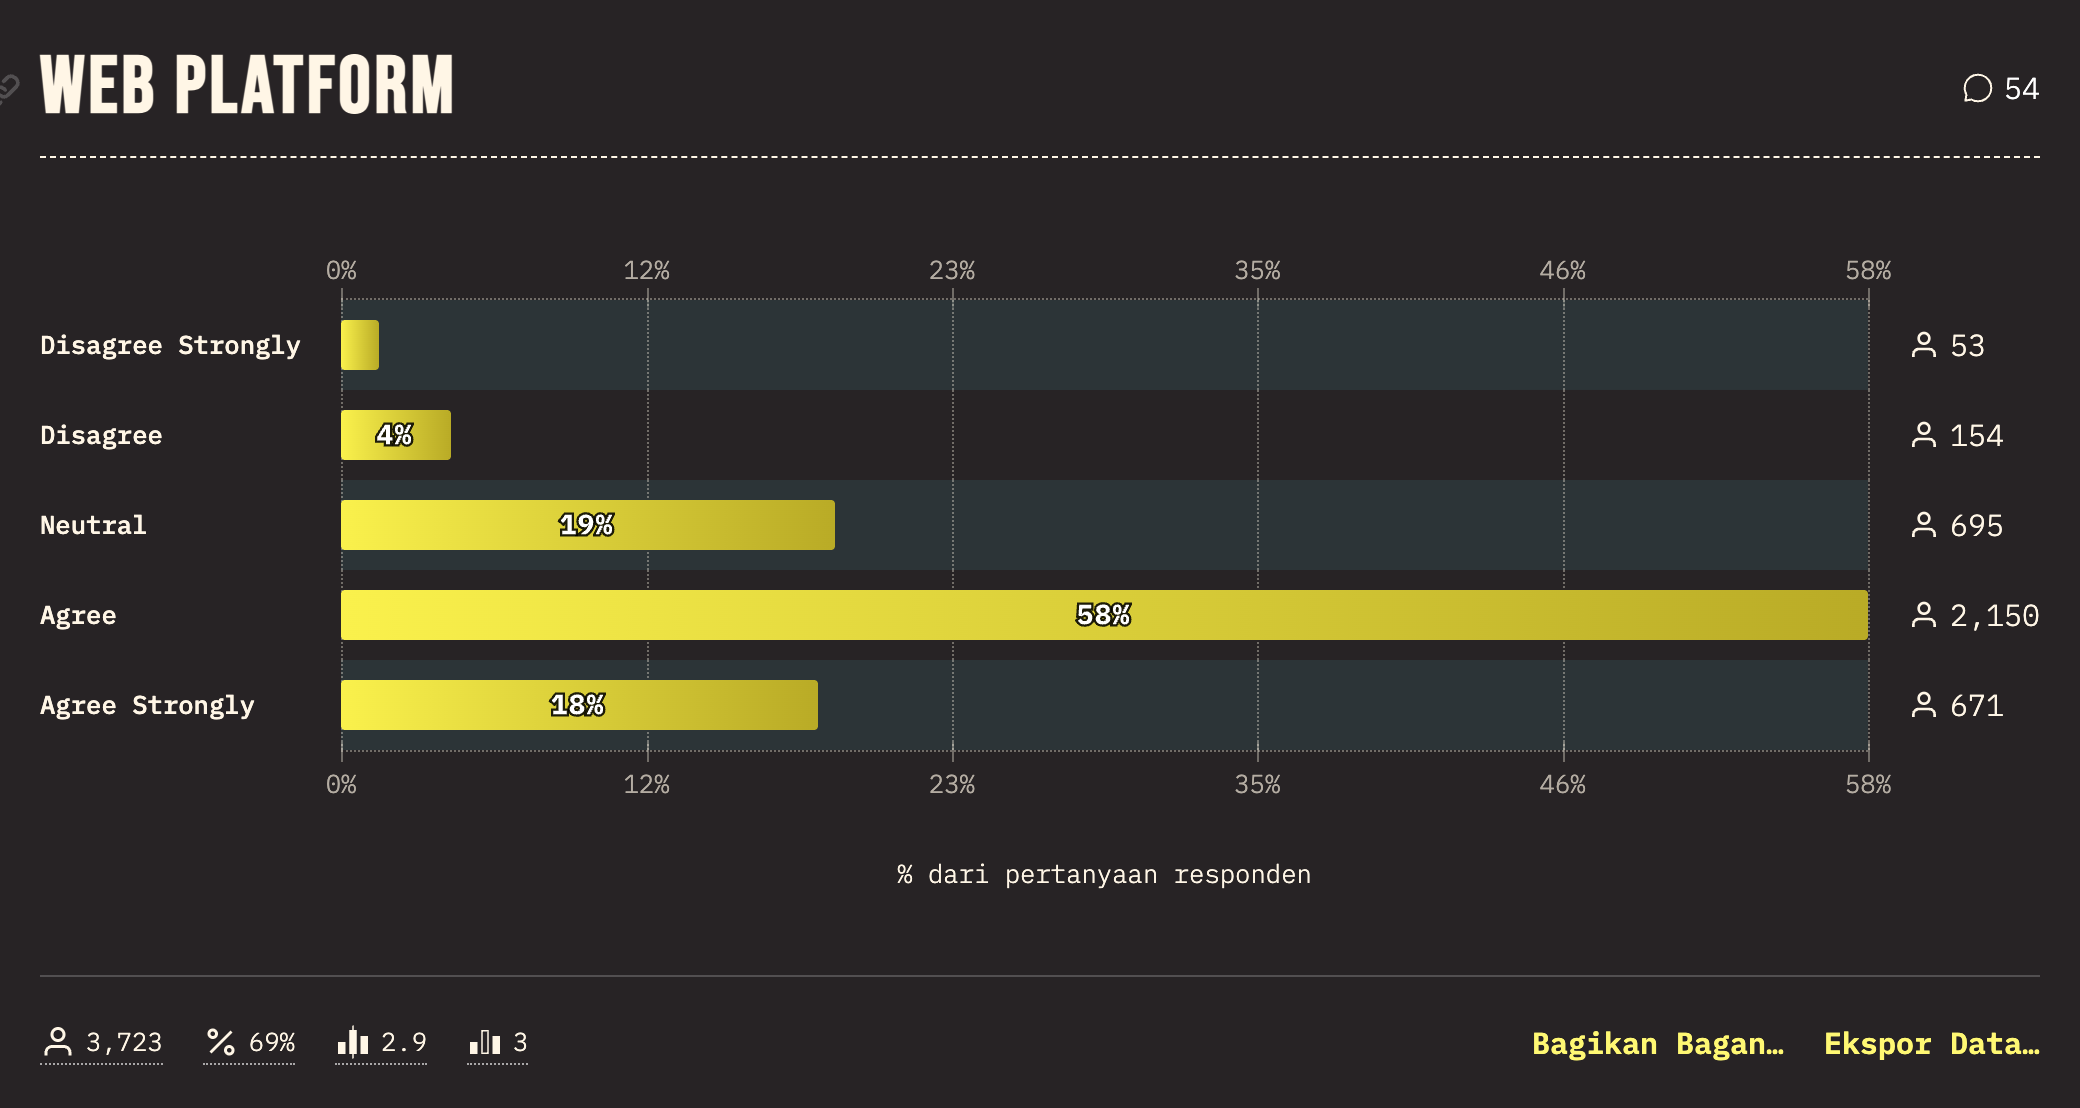 WEB PLATFORM
54
0% 12% 23% 35% 46% 58%
Disagree Strongly 53
Disagree 4% 154
Neutral 19% 695
Agree 58% 2,150
Agree Strongly 18% 671
0% 12% 23% 35% 46% 58%
% dari pertanyaan responden
3,723 % 69% 2.9 3
Bagikan Bagan… Ekspor Data…